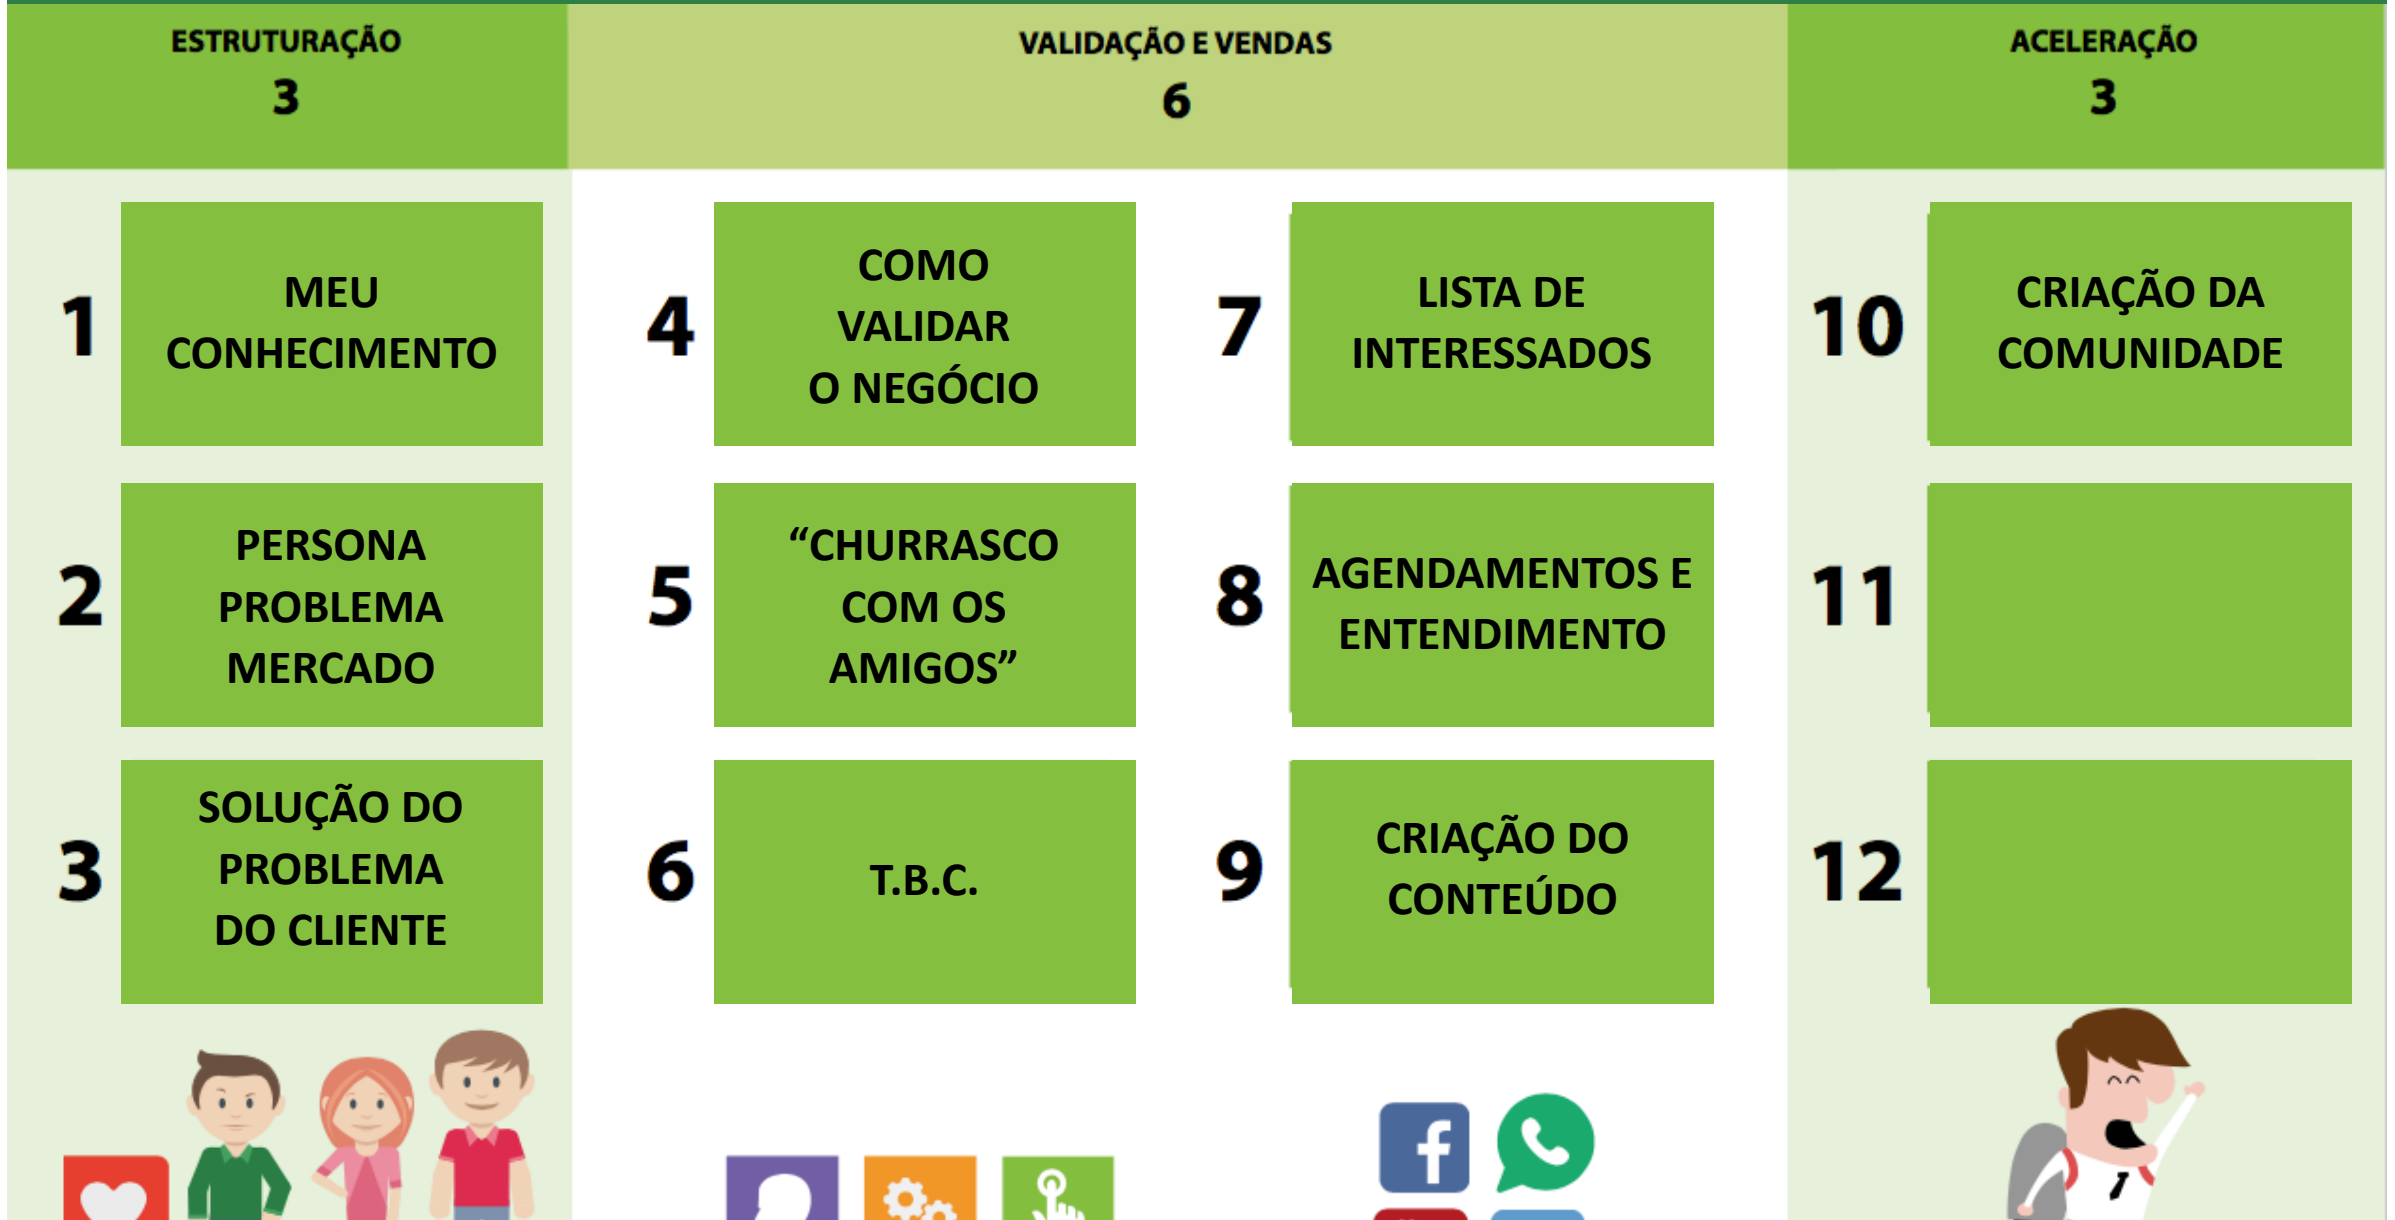 ESTRUTURAÇÃO
3
VALIDAÇÃO E VENDAS
6
ACELERAÇÃO
3
1
MEU
CONHECIMENTO
2
PERSONA
PROBLEMA
MERCADO
3
SOLUÇÃO DO
PROBLEMA
DO CLIENTE
4
COMO
VALIDAR
O NEGÓCIO
5
“CHURRASCO
COM OS
AMIGOS”
6
T.B.C.
7
LISTA DE
INTERESSADOS
8
AGENDAMENTOS E
ENTENDIMENTO
9
CRIAÇÃO DO
CONTEÚDO
10
CRIAÇÃO DA
COMUNIDADE
11
12